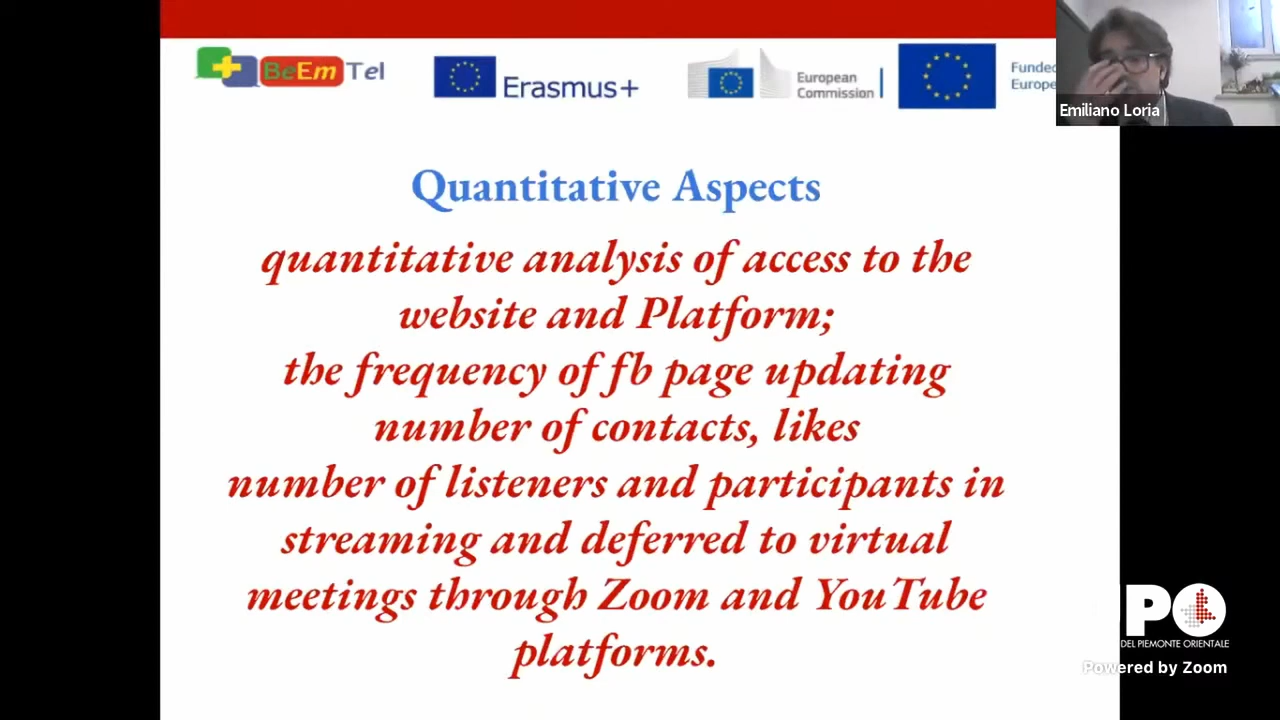 BeEm Tel
Erasmus+
European
Commission
Funded
Europe
Emiliano Loria
Quantitative Aspects
quantitative analysis of access to the
website and Platform;
the frequency of fb page updating
number of contacts, likes
number of listeners and participants in
streaming and deferred to virtual
meetings through Zoom and YouTube
platforms.
UPO
DEL PIEMONTE ORIENTALE
Powered by Zoom